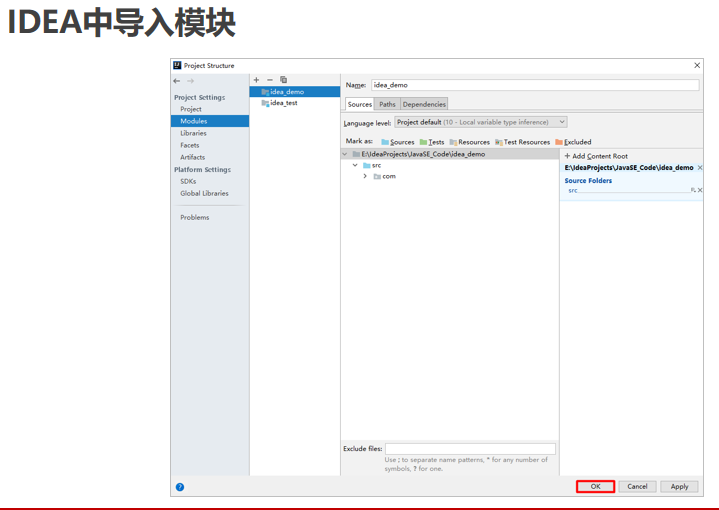 IDEA中导入模块
Project Structure
Project Settings
Project
Modules
Libraries
Facets
Artifacts
Platform Settings
SDKs
Global Libraries
Problems
idea_demo
idea_test
Name: idea_demo
Sources Paths Dependencies
Language level: Project default (10 - Local variable type inference)
Mark as: Sources Tests Resources Test Resources Excluded
E:\IdeaProjects\JavaSE_Code\idea_demo
src
com
+ Add Content Root
E:\IdeaProjects\JavaSE_Code\idea_demo
Source Folders
src
Exclude files:
Use ; to separate name patterns, * for any number of
symbols, ? for one.
OK Cancel Apply